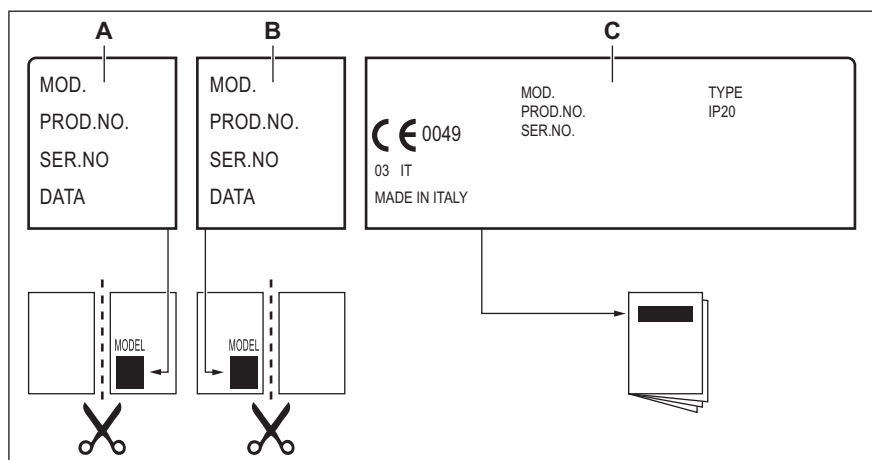 A
B
C
MOD.
PROD.NO.
SER.NO
DATA
MOD.
PROD.NO.
SER.NO
DATA
MOD.
PROD.NO.
SER.NO.
TYPE
IP20
CE 0049
03 IT
MADE IN ITALY
MODEL
MODEL